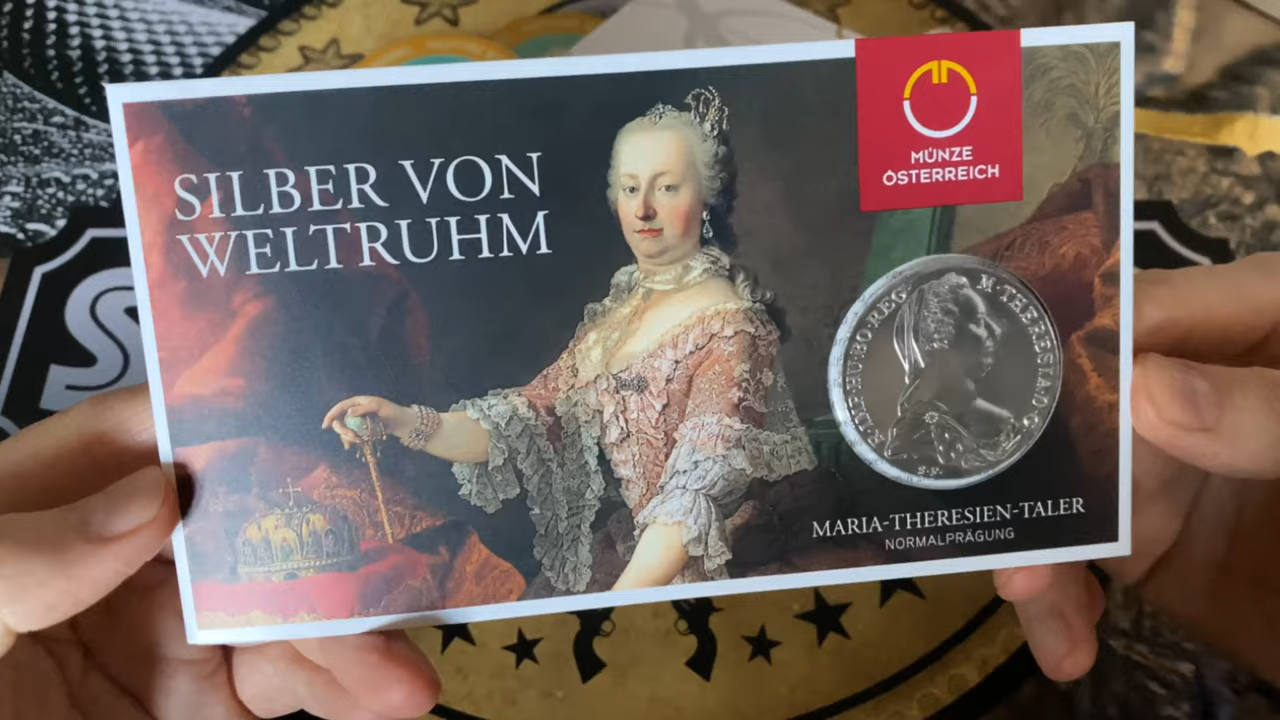 SILBER VON
WELTRUHM
MÜNZE
ÖSTERREICH
R·IMP·HU·BO·REG·
M·THERESIA·D·G·
S·F·
MARIA-THERESIEN-TALER
NORMALPRÄGUNG
S